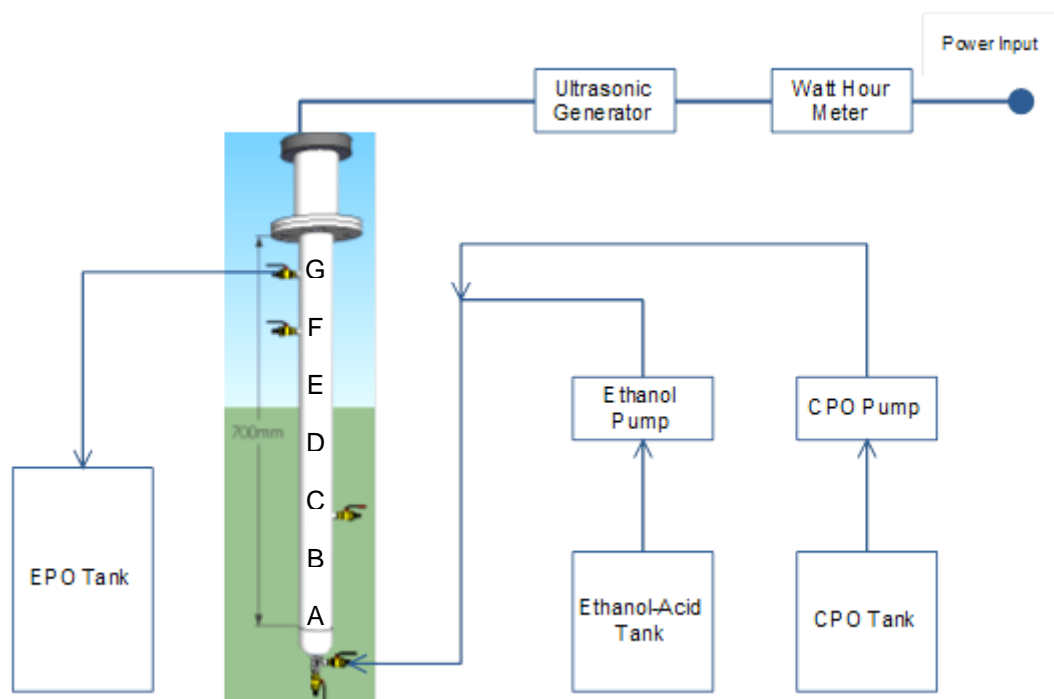 Power Input
Ultrasonic
Generator
Watt Hour
Meter
G
F
E
D
C
B
A
700mm
Ethanol
Pump
CPO Pump
EPO Tank
Ethanol-Acid
Tank
CPO Tank